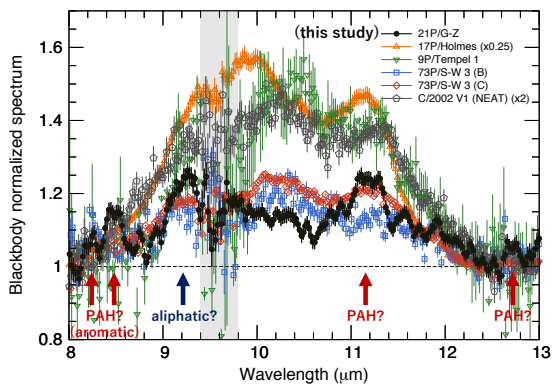 (this study)
21P/G-Z
17P/Holmes (x0.25)
9P/Tempel 1
73P/S-W 3 (B)
73P/S-W 3 (C)
C/2002 V1 (NEAT) (x2)
Blackbody normalized spectrum
1.6
1.4
1.2
1
0.8
PAH?
(aromatic)
aliphatic?
PAH?
PAH?
8 9 10 11 12 13
Wavelength (μm)